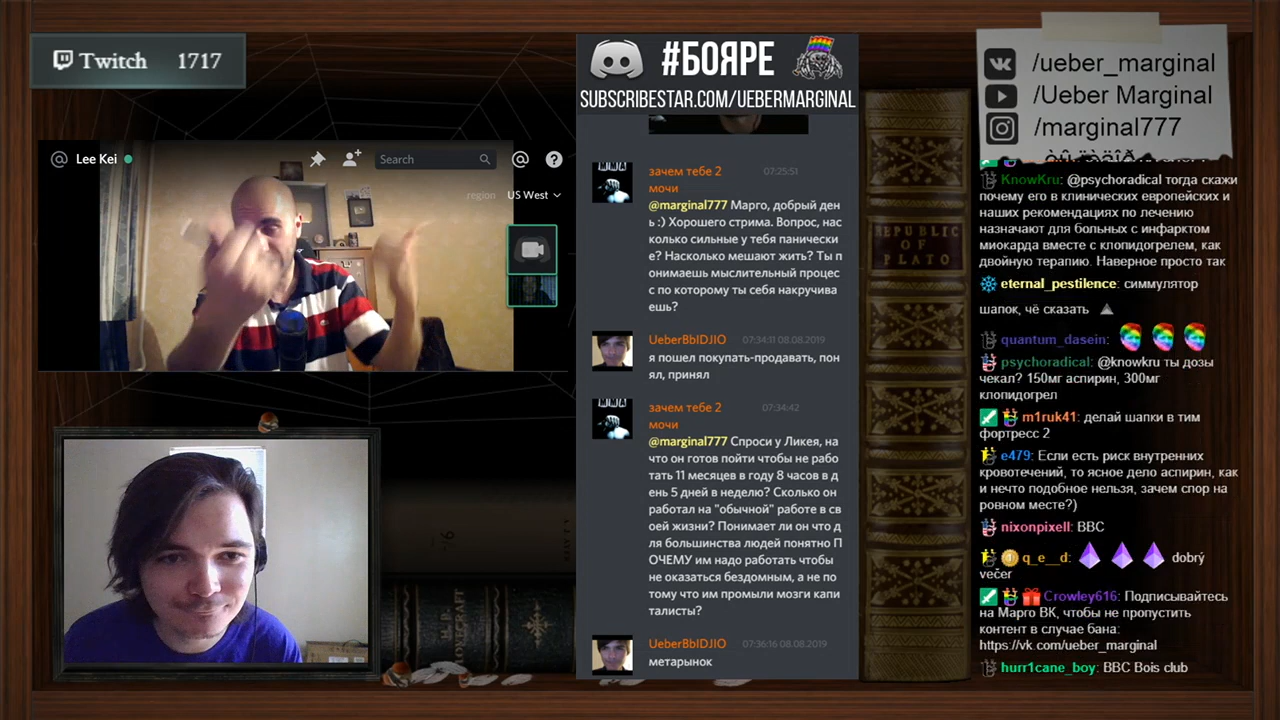 Twitch 1717
Lee Kei
Search
region
US West
#БОЯРЕ
SUBSCRIBESTAR.COM/UEBERMARGINAL
зачем тебе 2 мочи 07:25:51
@marginal777 Марго, добрый ден
ь :) Хорошего стрима. Вопрос, нас
колько сильные у тебя панически
е? Насколько мешают жить? Ты п
онимаешь мыслительный процес
с по которому ты себя накручива
ешь?
UeberBbIDJIO 07:34:11 08.08.2019
я пошел покупать-продавать, пон
ял, принял
зачем тебе 2 мочи 07:34:42
@marginal777 Спроси у Ликея, на
что он готов пойти чтобы не рабо
тать 11 месяцев в году 8 часов в д
ень 5 дней в неделю? Сколько он
работал на "обычной" работе в св
оей жизни? Понимает ли он что д
ля большинства людей понятно П
ОЧЕМУ им надо работать чтобы
не оказаться бездомным, а не по
тому что им промыли мозги капи
талисты?
UeberBbIDJIO 07:36:16 08.08.2019
метарынок
REPUBLIC
OF
PLATO
/ueber_marginal
/Ueber Marginal
/marginal777
KnowKru: @psychoradical тогда скажи
почему его в клинических европейских и
наших рекомендациях по лечению
назначают для больных с инфарктом
миокарда вместе с клопидогрелем, как
двойную терапию. Наверное просто так
eternal_pestilence: симмулятор
шапок, чё сказать
quantum_dasein:
psychoradical: @knowkru ты дозы
чекал? 150мг аспирин, 300мг
клопидогрел
m1ruk41: делай шапки в тим
фортресс 2
e479: Если есть риск внутренних
кровотечений, то ясное дело аспирин, как
и нечто подобное нельзя, зачем спор на
ровном месте?)
nixonpixell: BBC
q_e__d: dobrý
večer
Crowley616: Подписывайтесь
на Марго ВК, чтобы не пропустить
контент в случае бана:
https://vk.com/ueber_marginal
hurr1cane_boy: BBC Bois club